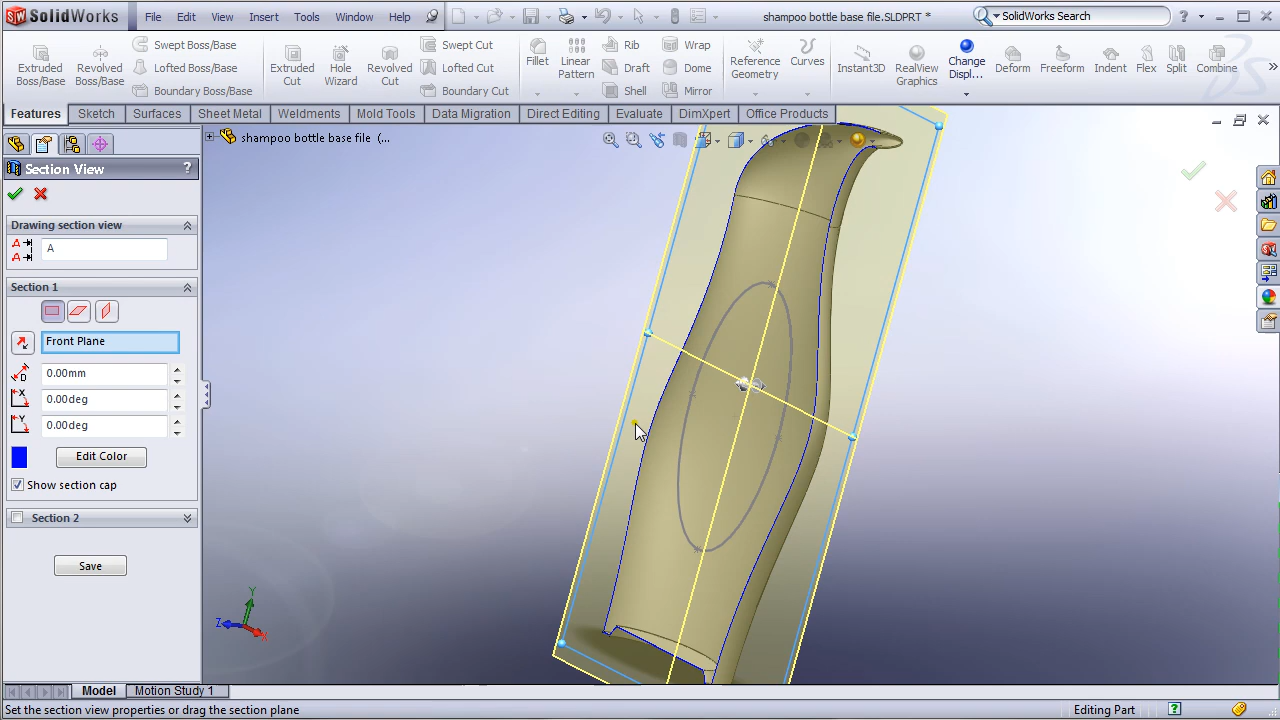 SolidWorks File Edit View Insert Tools Window Help shampoo bottle base file.SLDPRT * SolidWorks Search ?
Extruded Boss/Base
Revolved Boss/Base
Swept Boss/Base
Lofted Boss/Base
Boundary Boss/Base
Extruded Cut
Hole Wizard
Revolved Cut
Swept Cut
Lofted Cut
Boundary Cut
Fillet
Linear Pattern
Rib
Draft
Shell
Wrap
Dome
Mirror
Reference Geometry
Curves
Instant3D
RealView Graphics
Change Displ...
Deform
Freeform
Indent
Flex
Split
Combine
Features Sketch Surfaces Sheet Metal Weldments Mold Tools Data Migration Direct Editing Evaluate DimXpert Office Products
shampoo bottle base file (...
Section View ?
Drawing section view
A
Section 1
Front Plane
0.00mm
0.00deg
0.00deg
Edit Color
Show section cap
Section 2
Save
Y
Z
X
Model Motion Study 1
Set the section view properties or drag the section plane Editing Part ?